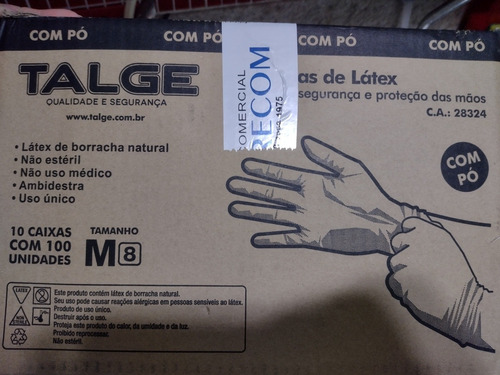 COM PÓ COM PÓ COM PÓ COM PÓ
TALGE
QUALIDADE E SEGURANÇA
www.talge.com.br
COMERCIAL
RECOM
1975
as de Látex
segurança e proteção das mãos
C.A.: 28324
• Látex de borracha natural
• Não estéril
• Não uso médico
• Ambidestra
• Uso único
COM
PÓ
10 CAIXAS
COM 100
UNIDADES
TAMANHO
M 8
LATEX
NON STERILE
Este produto contém látex de borracha natural.
Seu uso pode causar reações alérgicas em pessoas sensíveis ao látex.
Produto de uso único.
Destruir após o uso.
Proteja este produto do calor, da umidade e da luz.
Proibido reprocessar.
Não estéril.